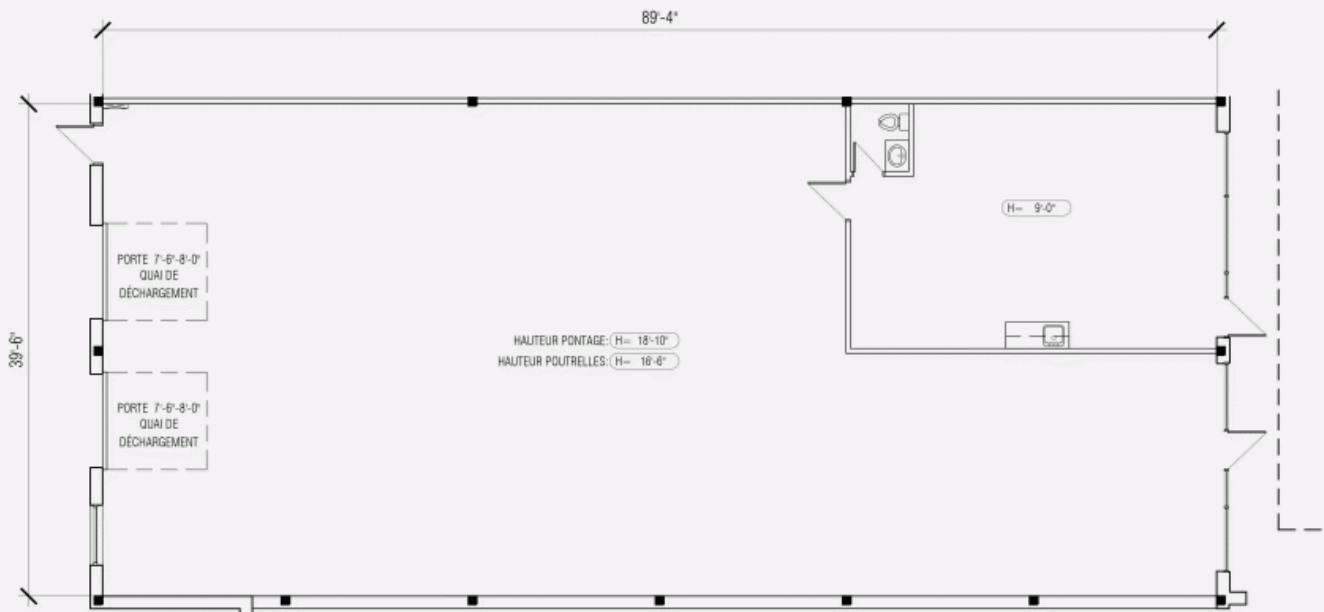 89'-4"
H= 9'-0"
PORTE 7'-6"-8'-0"
QUAI DE
DÉCHARGEMENT
39'-6"
HAUTEUR PONTAGE: H= 18'-10"
HAUTEUR POUTRELLES: H= 16'-6"
PORTE 7'-6"-8'-0"
QUAI DE
DÉCHARGEMENT